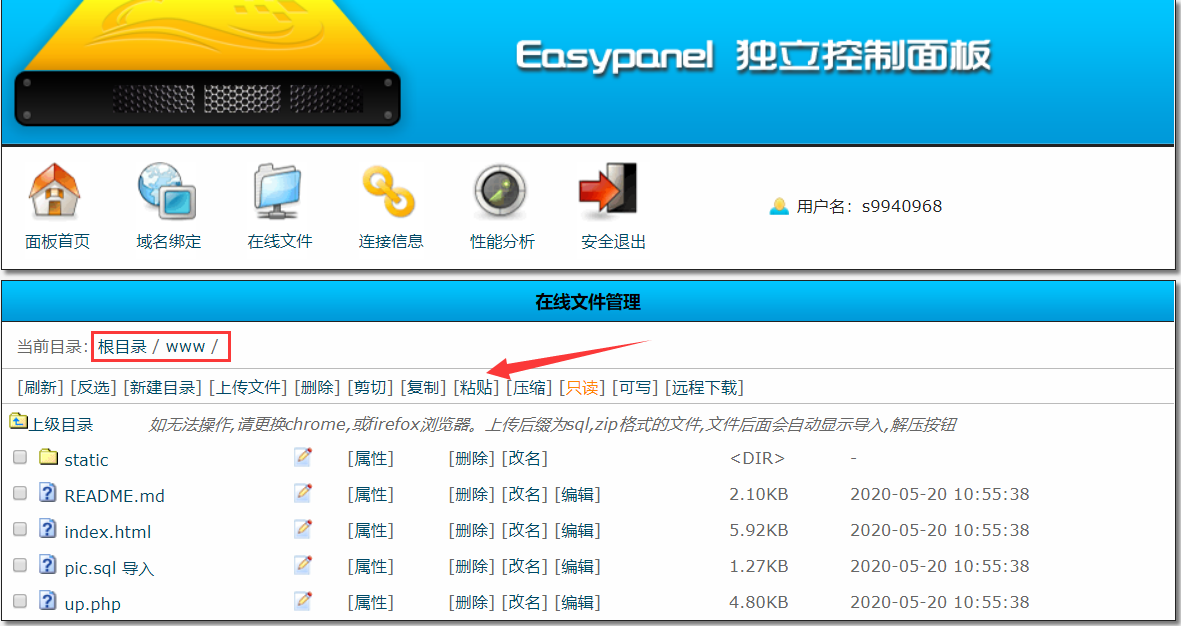 Easypanel 独立控制面板
面板首页 域名绑定 在线文件 连接信息 性能分析 安全退出 用户名：s9940968
在线文件管理
当前目录: 根目录 / www /
[刷新] [反选] [新建目录] [上传文件] [删除] [剪切] [复制] [粘贴] [压缩] [只读] [可写] [远程下载]
上级目录 如无法操作,请更换chrome,或firefox浏览器。上传后缀为sql,zip格式的文件,文件后面会自动显示导入,解压按钮
static [属性] [删除] [改名] <DIR> -
README.md [属性] [删除] [改名] [编辑] 2.10KB 2020-05-20 10:55:38
index.html [属性] [删除] [改名] [编辑] 5.92KB 2020-05-20 10:55:38
pic.sql 导入 [属性] [删除] [改名] [编辑] 1.27KB 2020-05-20 10:55:38
up.php [属性] [删除] [改名] [编辑] 4.80KB 2020-05-20 10:55:38